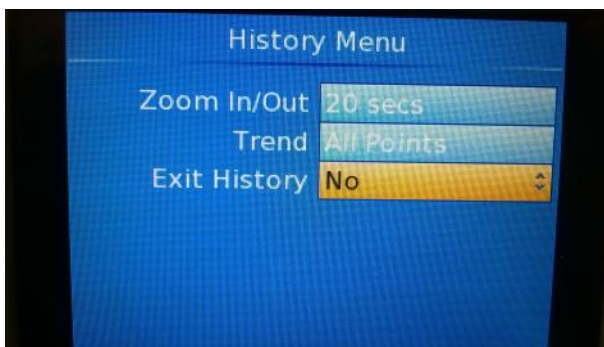 History Menu
Zoom In/Out 20 secs
Trend All Points
Exit History No